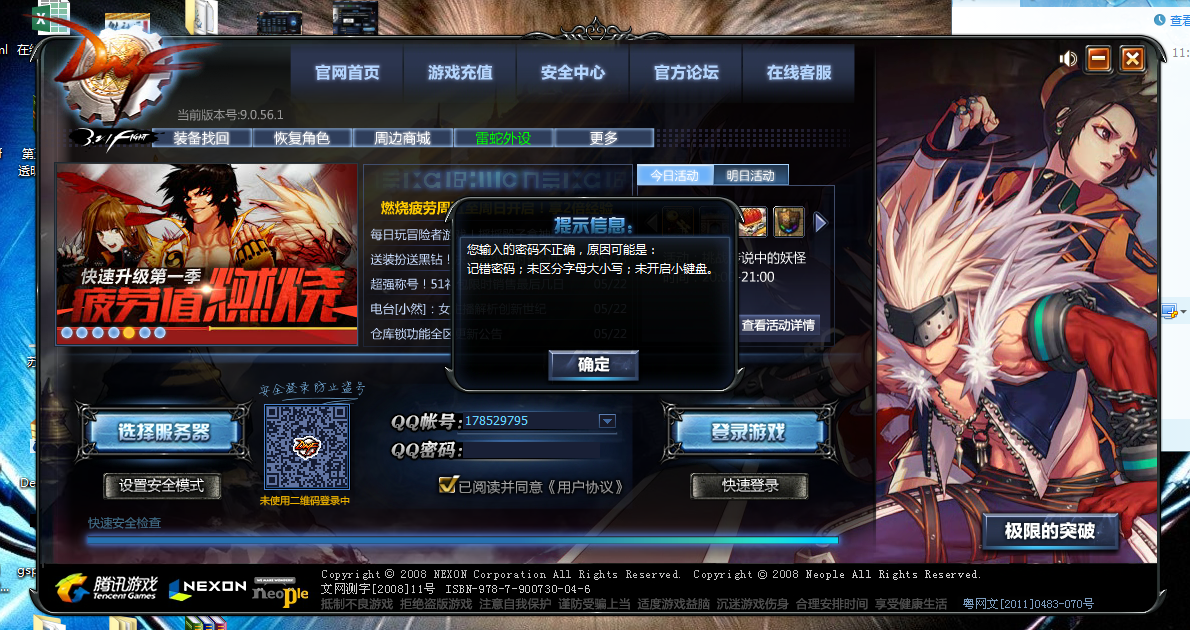 官网首页 游戏充值 安全中心 官方论坛 在线客服
当前版本号:9.0.56.1
3.2.1 FIGHT
装备找回 恢复角色 周边商城 雷蛇外设 更多
快速升级第一季
疲劳值燃烧
燃烧疲劳
每日玩冒险者
送装扮送黑钻！
超强称号！51
05/22
电台[小然]：女
05/22
仓库锁功能全区
05/22
今日活动 明日活动
说中的妖怪
-21:00
查看活动详情
提示信息:
您输入的密码不正确，原因可能是：
记错密码；未区分字母大小写；未开启小键盘。
确定
安全登录 防止盗号
选择服务器
设置安全模式
未使用二维码登录中
QQ帐号: 178529795
QQ密码:
已阅读并同意《用户协议》
登录游戏
快速登录
快速安全检查
极限的突破
腾讯游戏
Tencent Games
NEXON
neople
Copyright © 2008 NEXON Corporation All Rights Reserved. Copyright © 2008 Neople All Rights Reserved.
文网测字[2008]11号 ISBN-978-7-900730-04-6
抵制不良游戏 拒绝盗版游戏 注意自我保护 谨防受骗上当 适度游戏益脑 沉迷游戏伤身 合理安排时间 享受健康生活 粤网文[2011]0483-070号